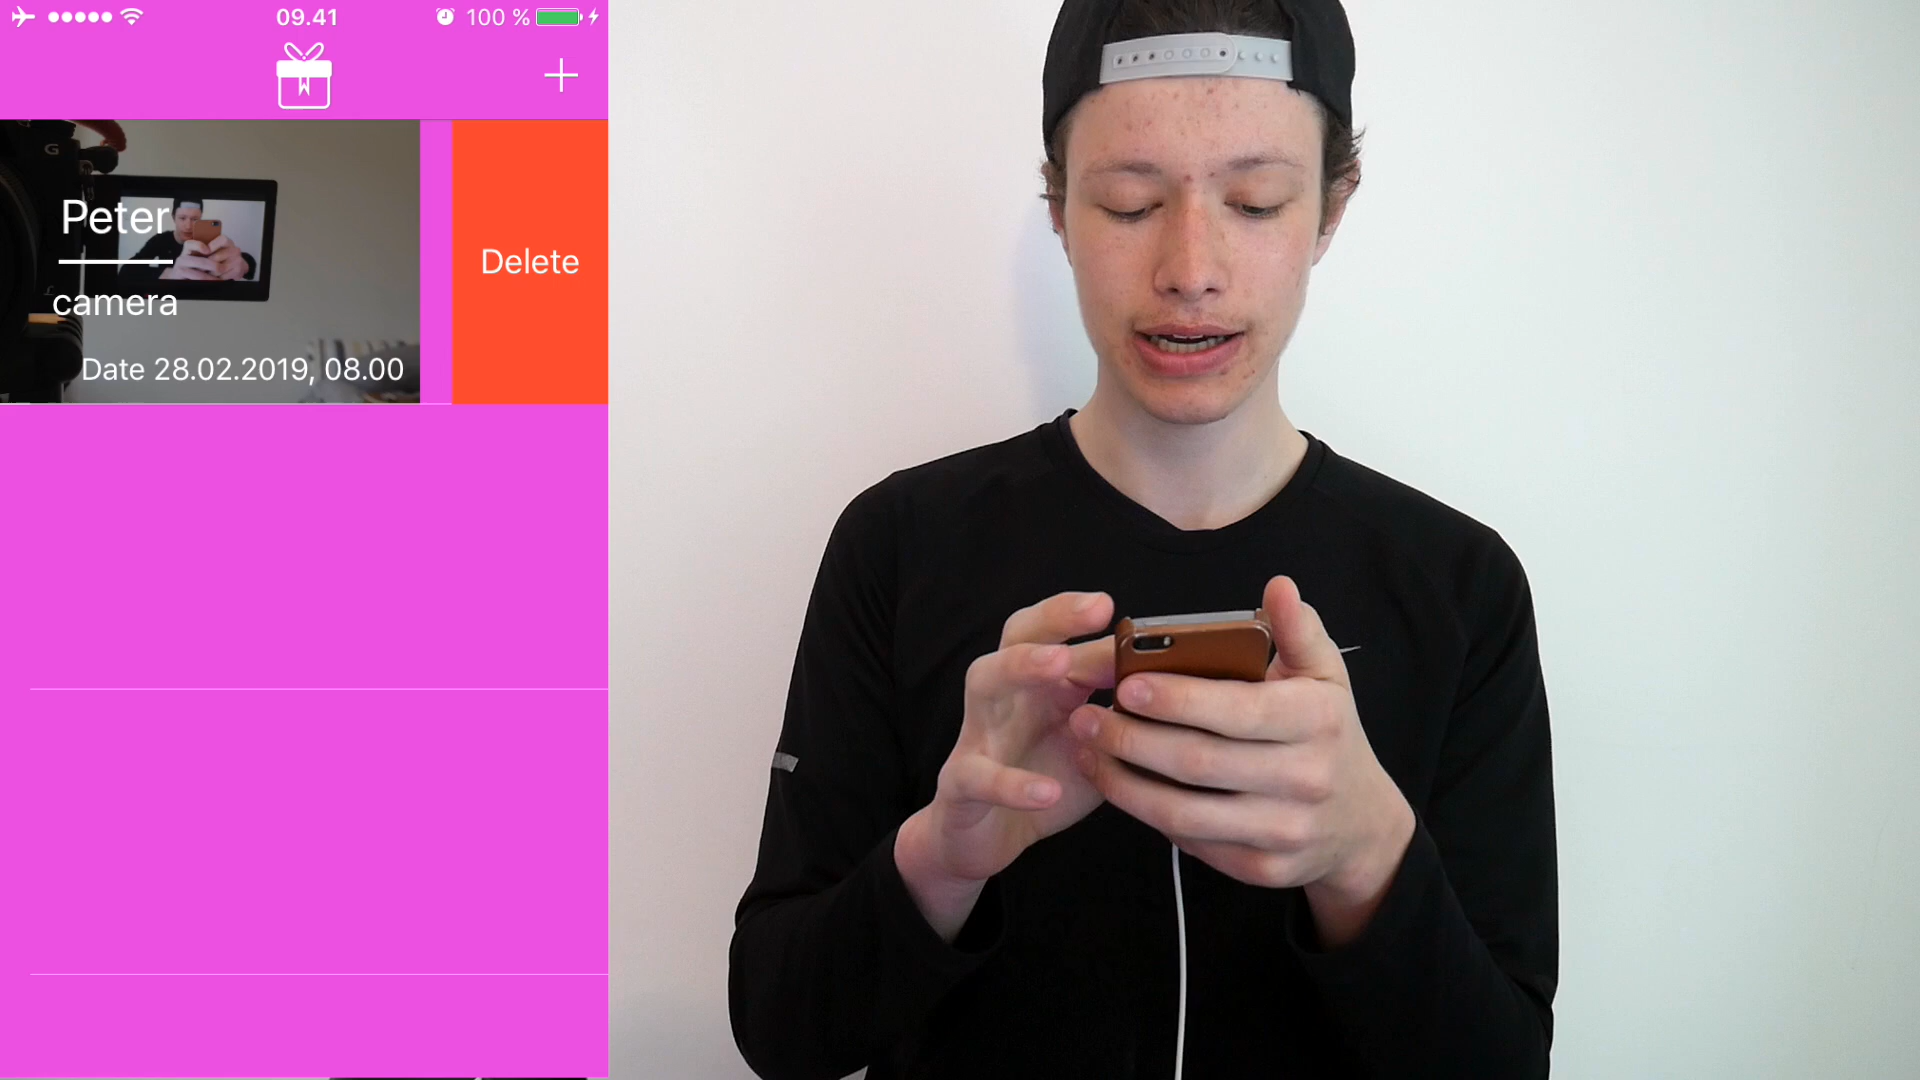 09.41
100 %
G
Peter
Delete
camera
Date 28.02.2019, 08.00